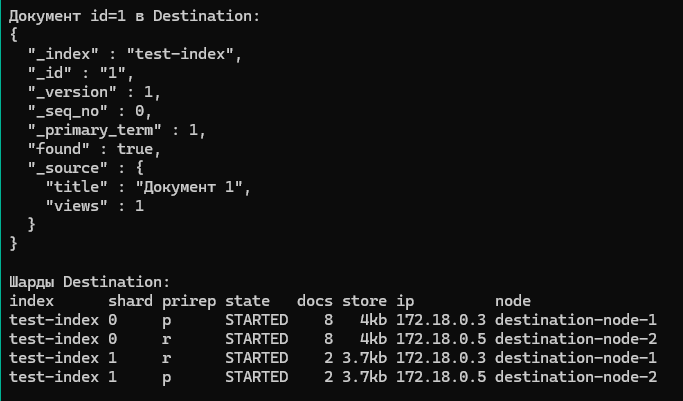 Документ id=1 в Destination:
{
  "_index" : "test-index",
  "_id" : "1",
  "_version" : 1,
  "_seq_no" : 0,
  "_primary_term" : 1,
  "found" : true,
  "_source" : {
    "title" : "Документ 1",
    "views" : 1
  }
}

Шарды Destination:
index      shard prirep state   docs store ip         node
test-index 0     p      STARTED    8   4kb 172.18.0.3 destination-node-1
test-index 0     r      STARTED    8   4kb 172.18.0.5 destination-node-2
test-index 1     r      STARTED    2 3.7kb 172.18.0.3 destination-node-1
test-index 1     p      STARTED    2 3.7kb 172.18.0.5 destination-node-2